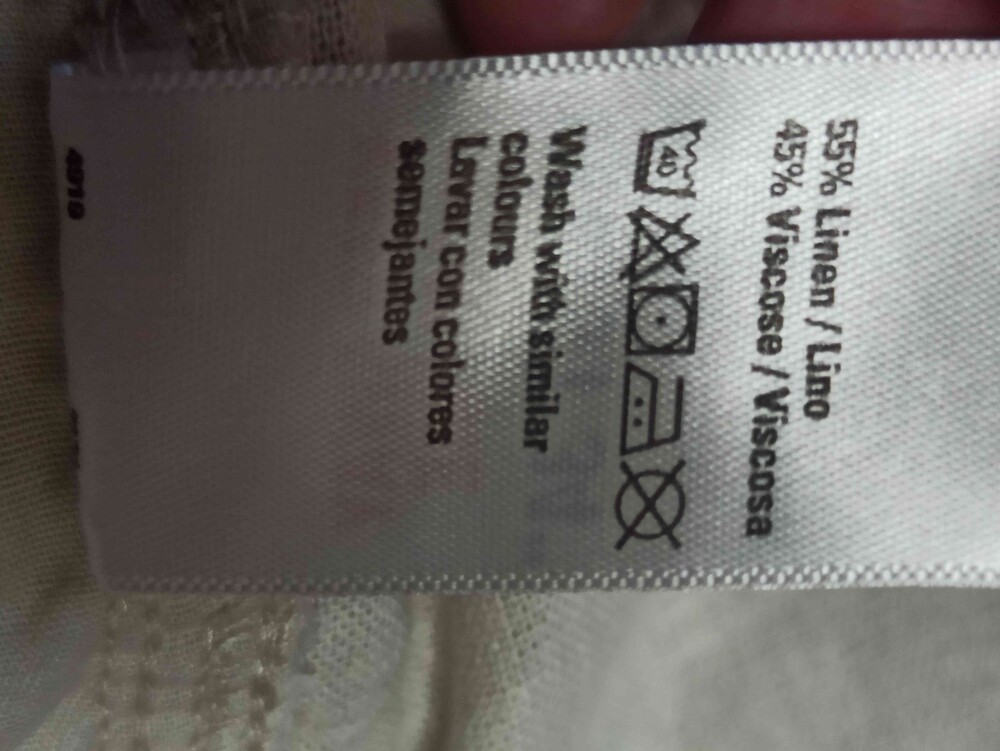 55% Linen / Lino
45% Viscose / Viscosa
40
Wash with similar
colours
Lavar con colores
semejantes